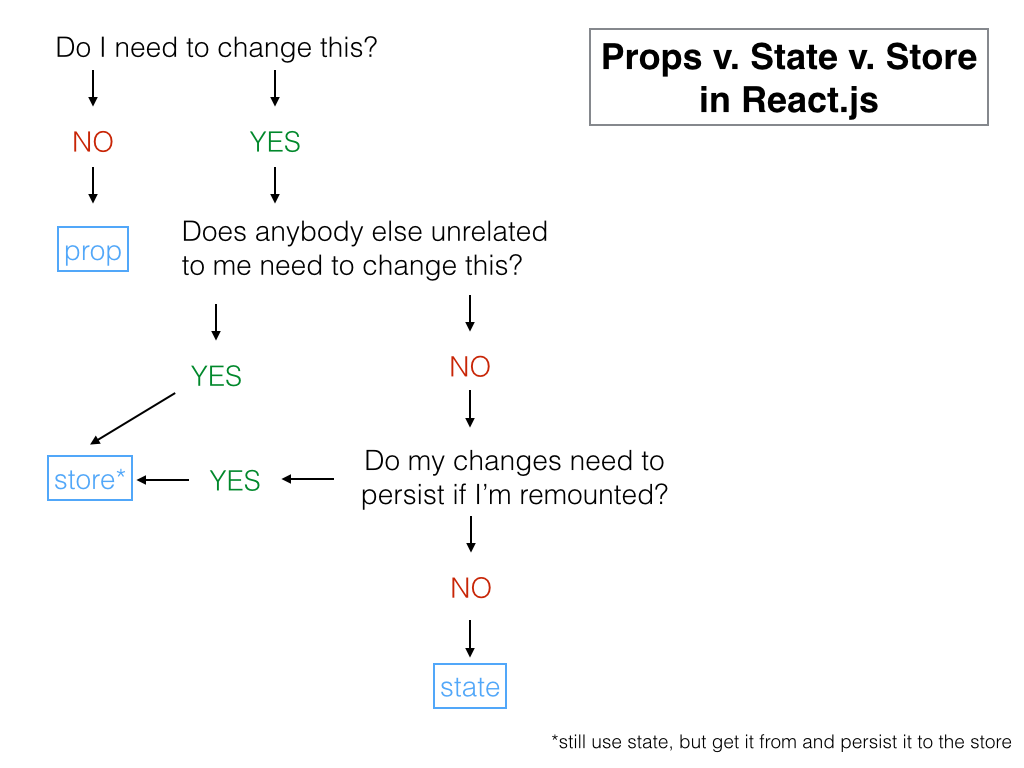 Props v. State v. Store
in React.js
Do I need to change this?
NO
YES
prop
Does anybody else unrelated
to me need to change this?
YES
NO
store*
YES
Do my changes need to
persist if I’m remounted?
NO
state
*still use state, but get it from and persist it to the store